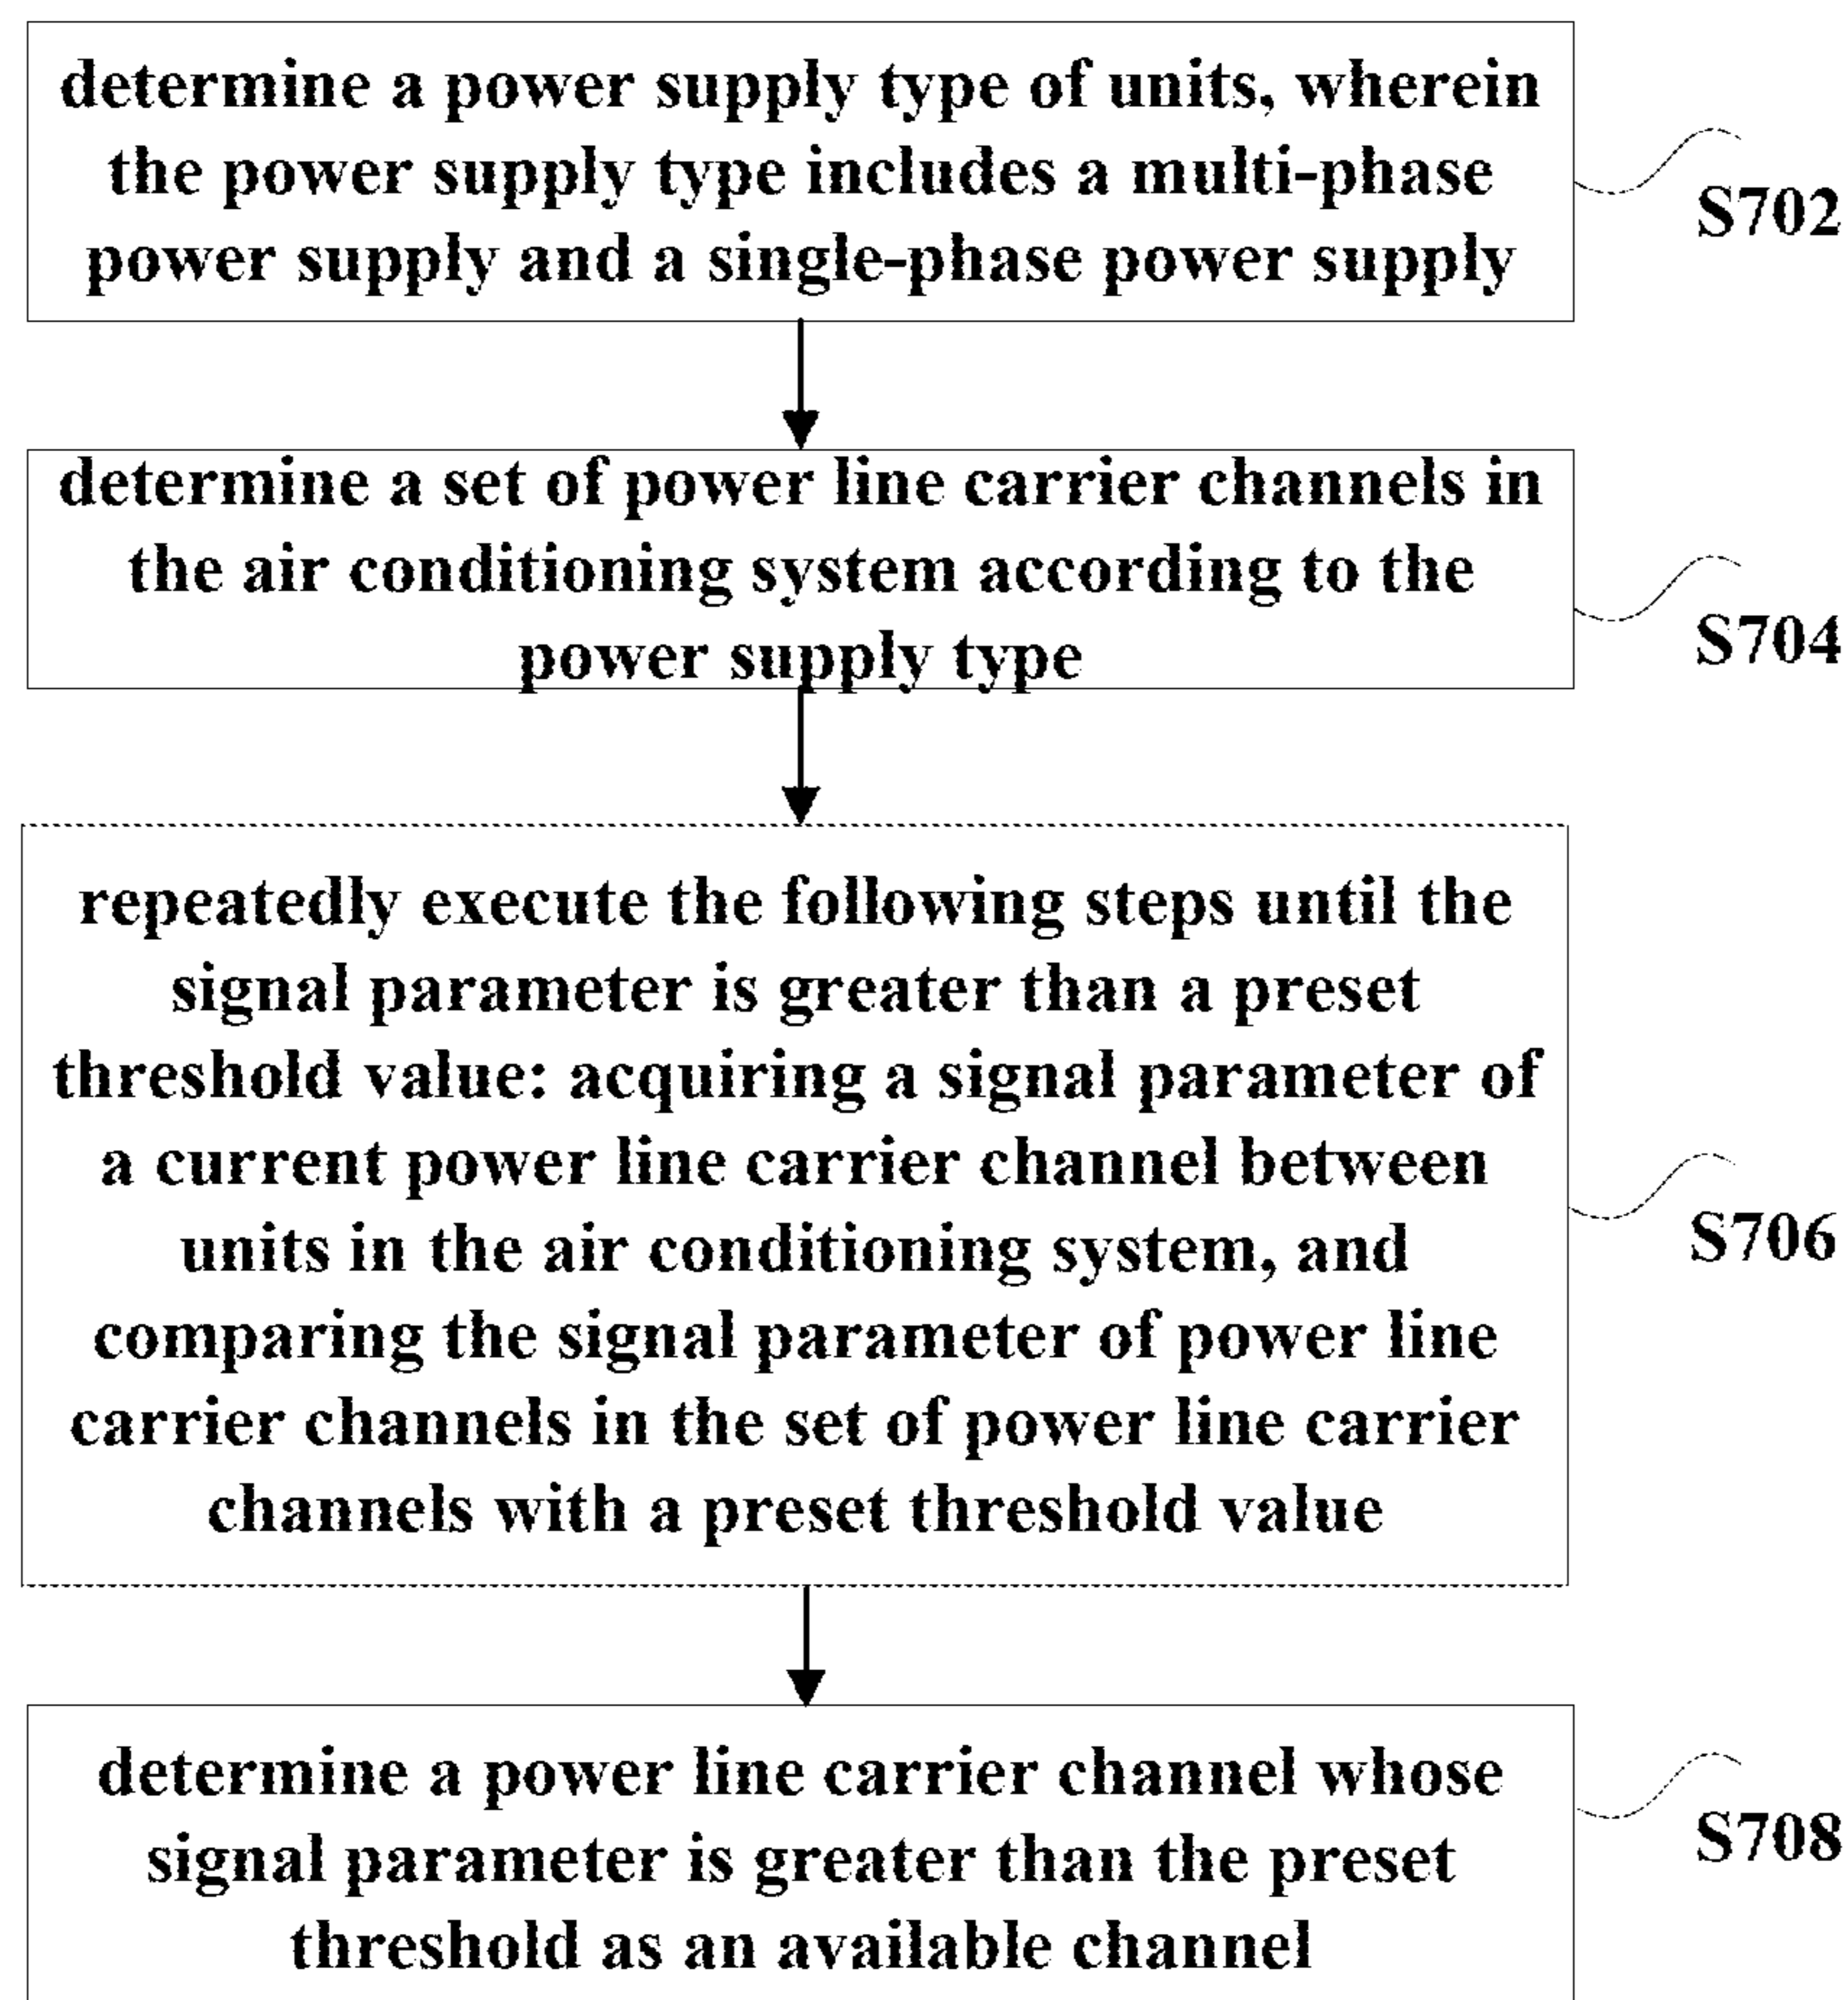 determine a power supply type of units, wherein
the power supply type includes a multi-phase
power supply and a single-phase power supply
S702
determine a set of power line carrier channels in
the air conditioning system according to the
power supply type
S704
repeatedly execute the following steps until the
signal parameter is greater than a preset
threshold value: acquiring a signal parameter of
a current power line carrier channel between
units in the air conditioning system, and
comparing the signal parameter of power line
carrier channels in the set of power line carrier
channels with a preset threshold value
S706
determine a power line carrier channel whose
signal parameter is greater than the preset
threshold as an available channel
S708